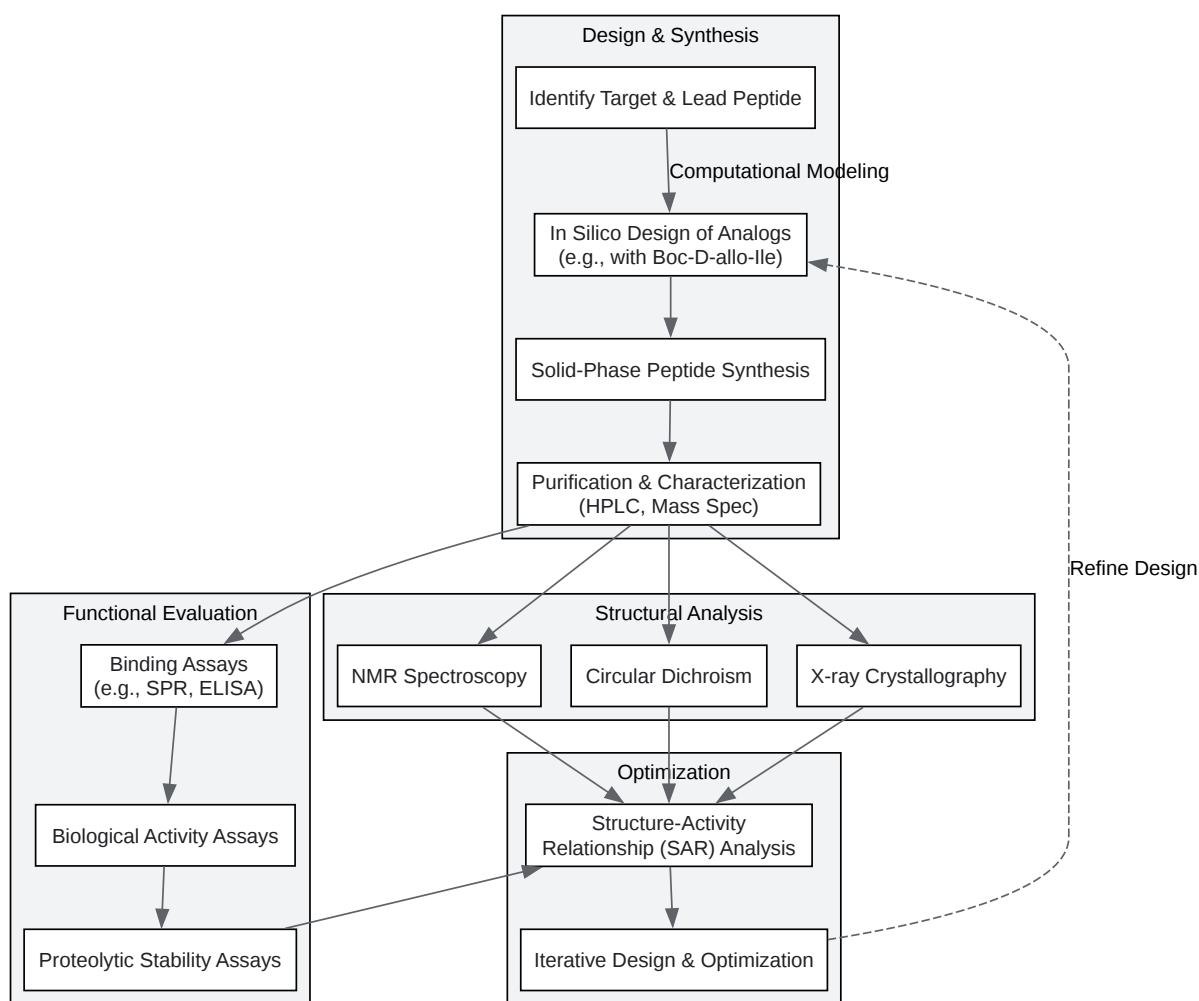 Design & Synthesis
Identify Target & Lead Peptide
Computational Modeling
In Silico Design of Analogs
(e.g., with Boc-D-allo-Ile)
Solid-Phase Peptide Synthesis
Purification & Characterization
(HPLC, Mass Spec)
Refine Design
Functional Evaluation
Structural Analysis
Binding Assays
(e.g., SPR, ELISA)
NMR Spectroscopy
Circular Dichroism
X-ray Crystallography
Optimization
Biological Activity Assays
Structure-Activity
Relationship (SAR) Analysis
Proteolytic Stability Assays
Iterative Design & Optimization